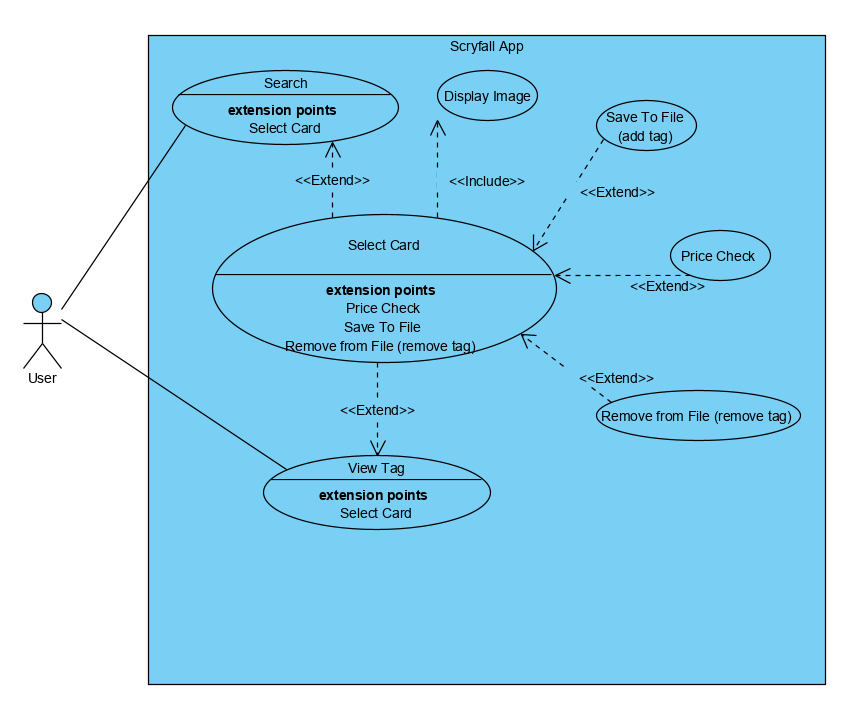 Scryfall App
Search
extension points
Select Card
Display Image
Save To File
(add tag)
<<Extend>>
<<Include>>
<<Extend>>
Select Card
extension points
Price Check
Save To File
Remove from File (remove tag)
Price Check
<<Extend>>
User
<<Extend>>
Remove from File (remove tag)
<<Extend>>
View Tag
extension points
Select Card